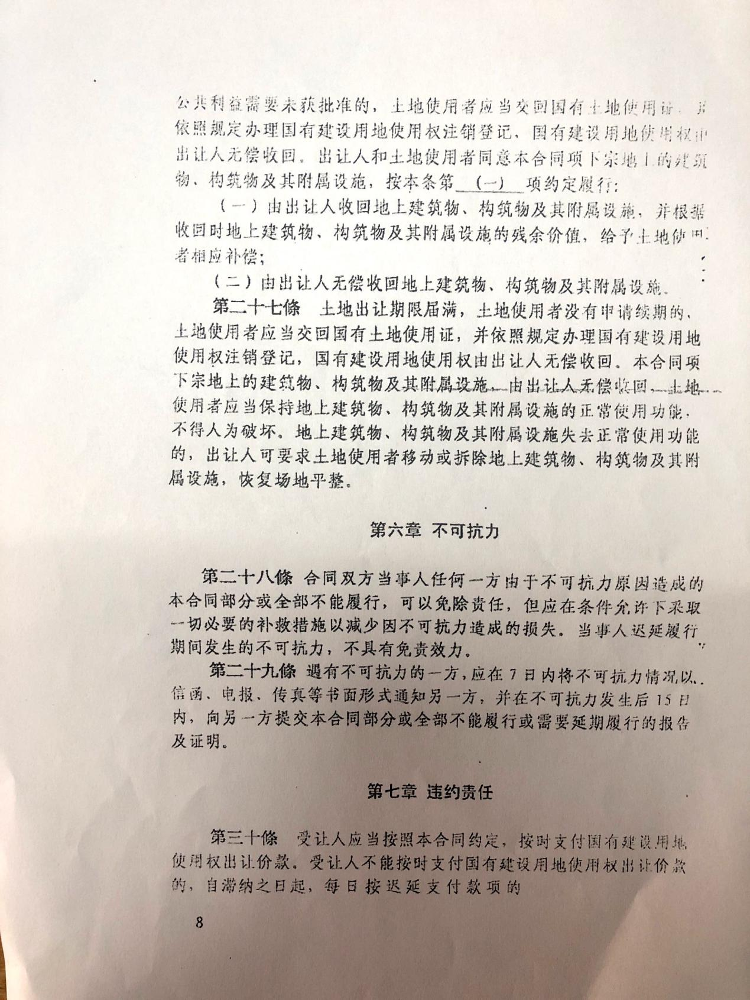 公共利益需要未获批准的，土地使用者应当交回国有土地使用证，
依照规定办理国有建设用地使用权注销登记，国有建设用地使用权由
出让人无偿收回。出让人和土地使用者同意本合同项下宗地上的建筑
物、构筑物及其附属设施，按本条第 （一） 项约定履行：
（一）由出让人收回地上建筑物、构筑物及其附属设施，并根据
收回时地上建筑物、构筑物及其附属设施的残余价值，给予土地使用
者相应补偿；
（二）由出让人无偿收回地上建筑物、构筑物及其附属设施。
第二十七條 土地出让期限届满，土地使用者没有申请续期的，
土地使用者应当交回国有土地使用证，并依照规定办理国有建设用地
使用权注销登记，国有建设用地使用权由出让人无偿收回。本合同项
下宗地上的建筑物、构筑物及其附属设施，由出让人无偿收回，土地
使用者应当保持地上建筑物、构筑物及其附属设施的正常使用功能，
不得人为破坏。地上建筑物、构筑物及其附属设施失去正常使用功能
的，出让人可要求土地使用者移动或拆除地上建筑物、构筑物及其附
属设施，恢复场地平整。
第六章 不可抗力
第二十八條 合同双方当事人任何一方由于不可抗力原因造成的
本合同部分或全部不能履行，可以免除责任，但应在条件允许下采取
一切必要的补救措施以减少因不可抗力造成的损失。当事人迟延履行
期间发生的不可抗力，不具有免责效力。
第二十九條 遇有不可抗力的一方，应在7日内将不可抗力情况以
信函、电报、传真等书面形式通知另一方，并在不可抗力发生后15日
内，向另一方提交本合同部分或全部不能履行或需要延期履行的报告
及证明。
第七章 违约责任
第三十條 受让人应当按照本合同约定，按时支付国有建设用地
使用权出让价款。受让人不能按时支付国有建设用地使用权出让价款
的，自滞纳之日起，每日按迟延支付款项的
8